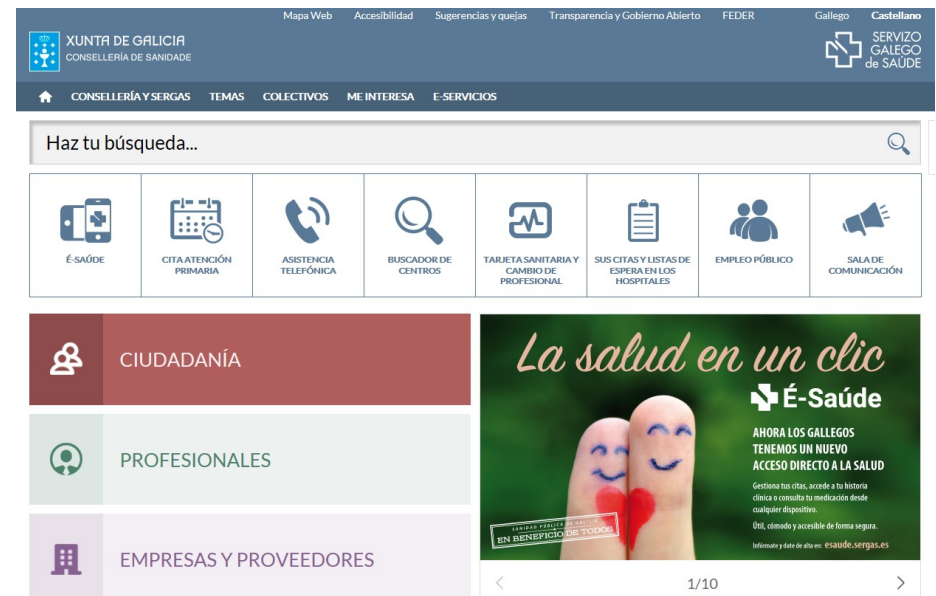 Mapa Web Accesibilidad Sugerencias y quejas Transparencia y Gobierno Abierto FEDER Gallego Castellano
XUNTA DE GALICIA
CONSELLERÍA DE SANIDADE
SERVIZO
GALEGO
de SAÚDE
CONSELLERÍA Y SERGAS TEMAS COLECTIVOS ME INTERESA E-SERVICIOS
Haz tu búsqueda...
É-SAÚDE
CITA ATENCIÓN
PRIMARIA
ASISTENCIA
TELEFÓNICA
BUSCADOR DE
CENTROS
TARJETA SANITARIA Y
CAMBIO DE
PROFESIONAL
SUS CITAS Y LISTAS DE
ESPERA EN LOS
HOSPITALES
EMPLEO PÚBLICO
SALA DE
COMUNICACIÓN
CIUDADANÍA
PROFESIONALES
EMPRESAS Y PROVEEDORES
La salud en un clic
É-Saúde
AHORA LOS GALLEGOS
TENEMOS UN NUEVO
ACCESO DIRECTO A LA SALUD
Gestiona tus citas, accede a tu historia
clínica o consulta tu medicación desde
cualquier dispositivo.
Útil, cómodo y accesible de forma segura.
Infórmate y date de alta en: esaude.sergas.es
SANIDAD PÚBLICA DE GALICIA
EN BENEFICIO DE TODOS
1/10